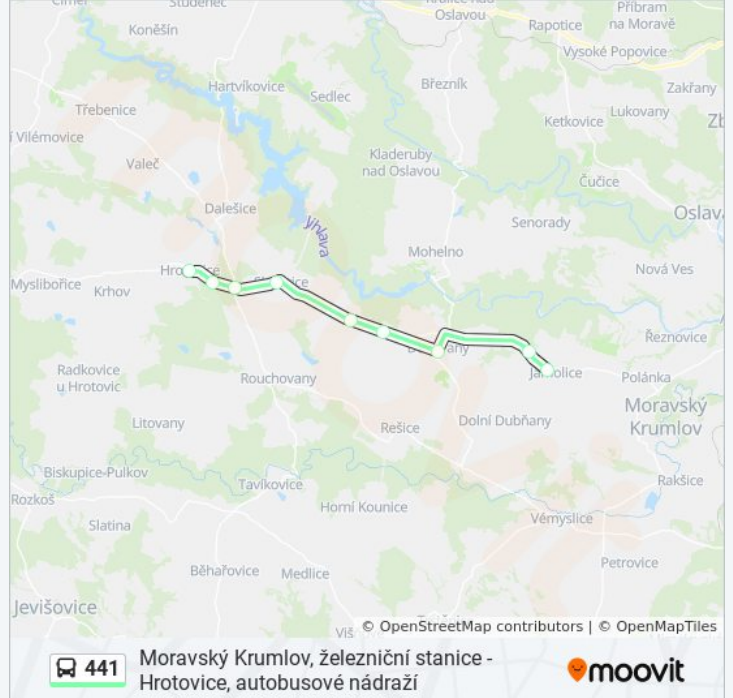 Studenec
Oslavou
Příbram
na Moravě
Koněšín
Rapotice
Vysoké Popovice
Hartvíkovice
Sedlec
Březník
Zakřany
Třebenice
Lukovany
Ketkovice
í Vilémovice
Valeč
Kladeruby
nad Oslavou
Čučice
Dalešice
Jihlava
Senorady
Mohelno
Nová Ves
Myslibořice
Krhov
Řeznovice
Radkovice
u Hrotovic
Rouchovany
Polánka
Moravský
Krumlov
Litovany
Rešice
Dolní Dubňany
Biskupice-Pulkov
Tavíkovice
Rakšice
Rozkoš
Horní Kounice
Slatina
Vémyslice
Běhařovice
Medlice
Petrovice
Jevišovice
© OpenStreetMap contributors | © OpenMapTiles
441
Moravský Krumlov, železniční stanice -
Hrotovice, autobusové nádraží
moovit